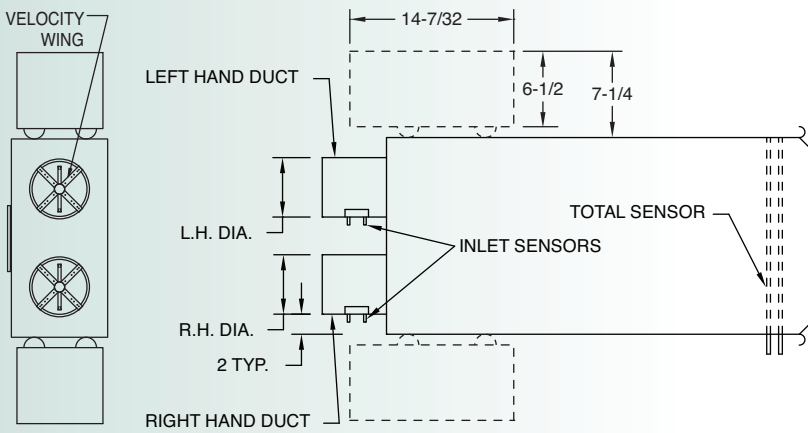 VELOCITY
WING
14-7/32
LEFT HAND DUCT
6-1/2
7-1/4
L.H. DIA.
TOTAL SENSOR
INLET SENSORS
R.H. DIA.
2 TYP.
RIGHT HAND DUCT